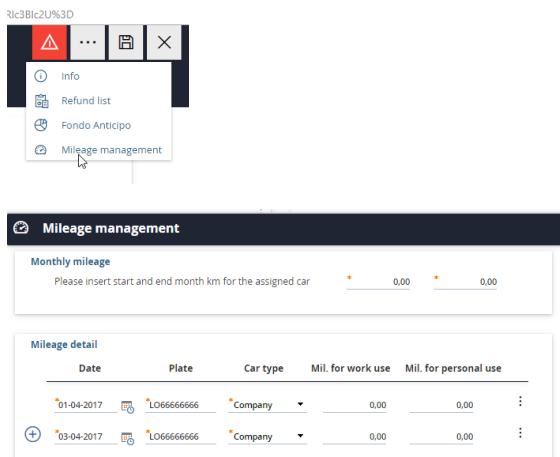 RIc3BIc2U%3D
Info
Refund list
Fondo Anticipo
Mileage management
Mileage management
Monthly mileage
Please insert start and end month km for the assigned car * 0,00 * 0,00
Mileage detail
Date Plate Car type Mil. for work use Mil. for personal use
*01-04-2017 *LO66666666 *Company 0,00 0,00
*03-04-2017 *LO66666666 *Company 0,00 0,00